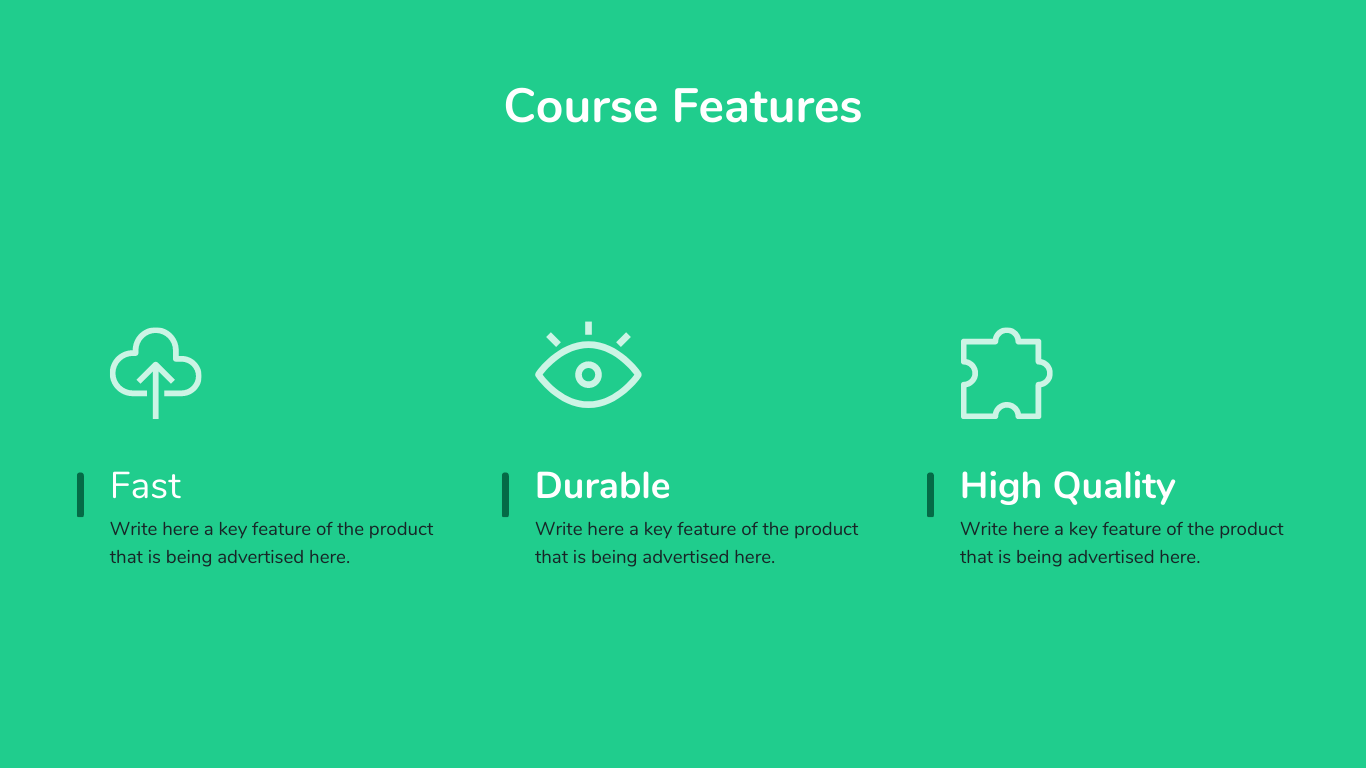 Course Features
Fast
Write here a key feature of the product
that is being advertised here.
Durable
Write here a key feature of the product
that is being advertised here.
High Quality
Write here a key feature of the product
that is being advertised here.